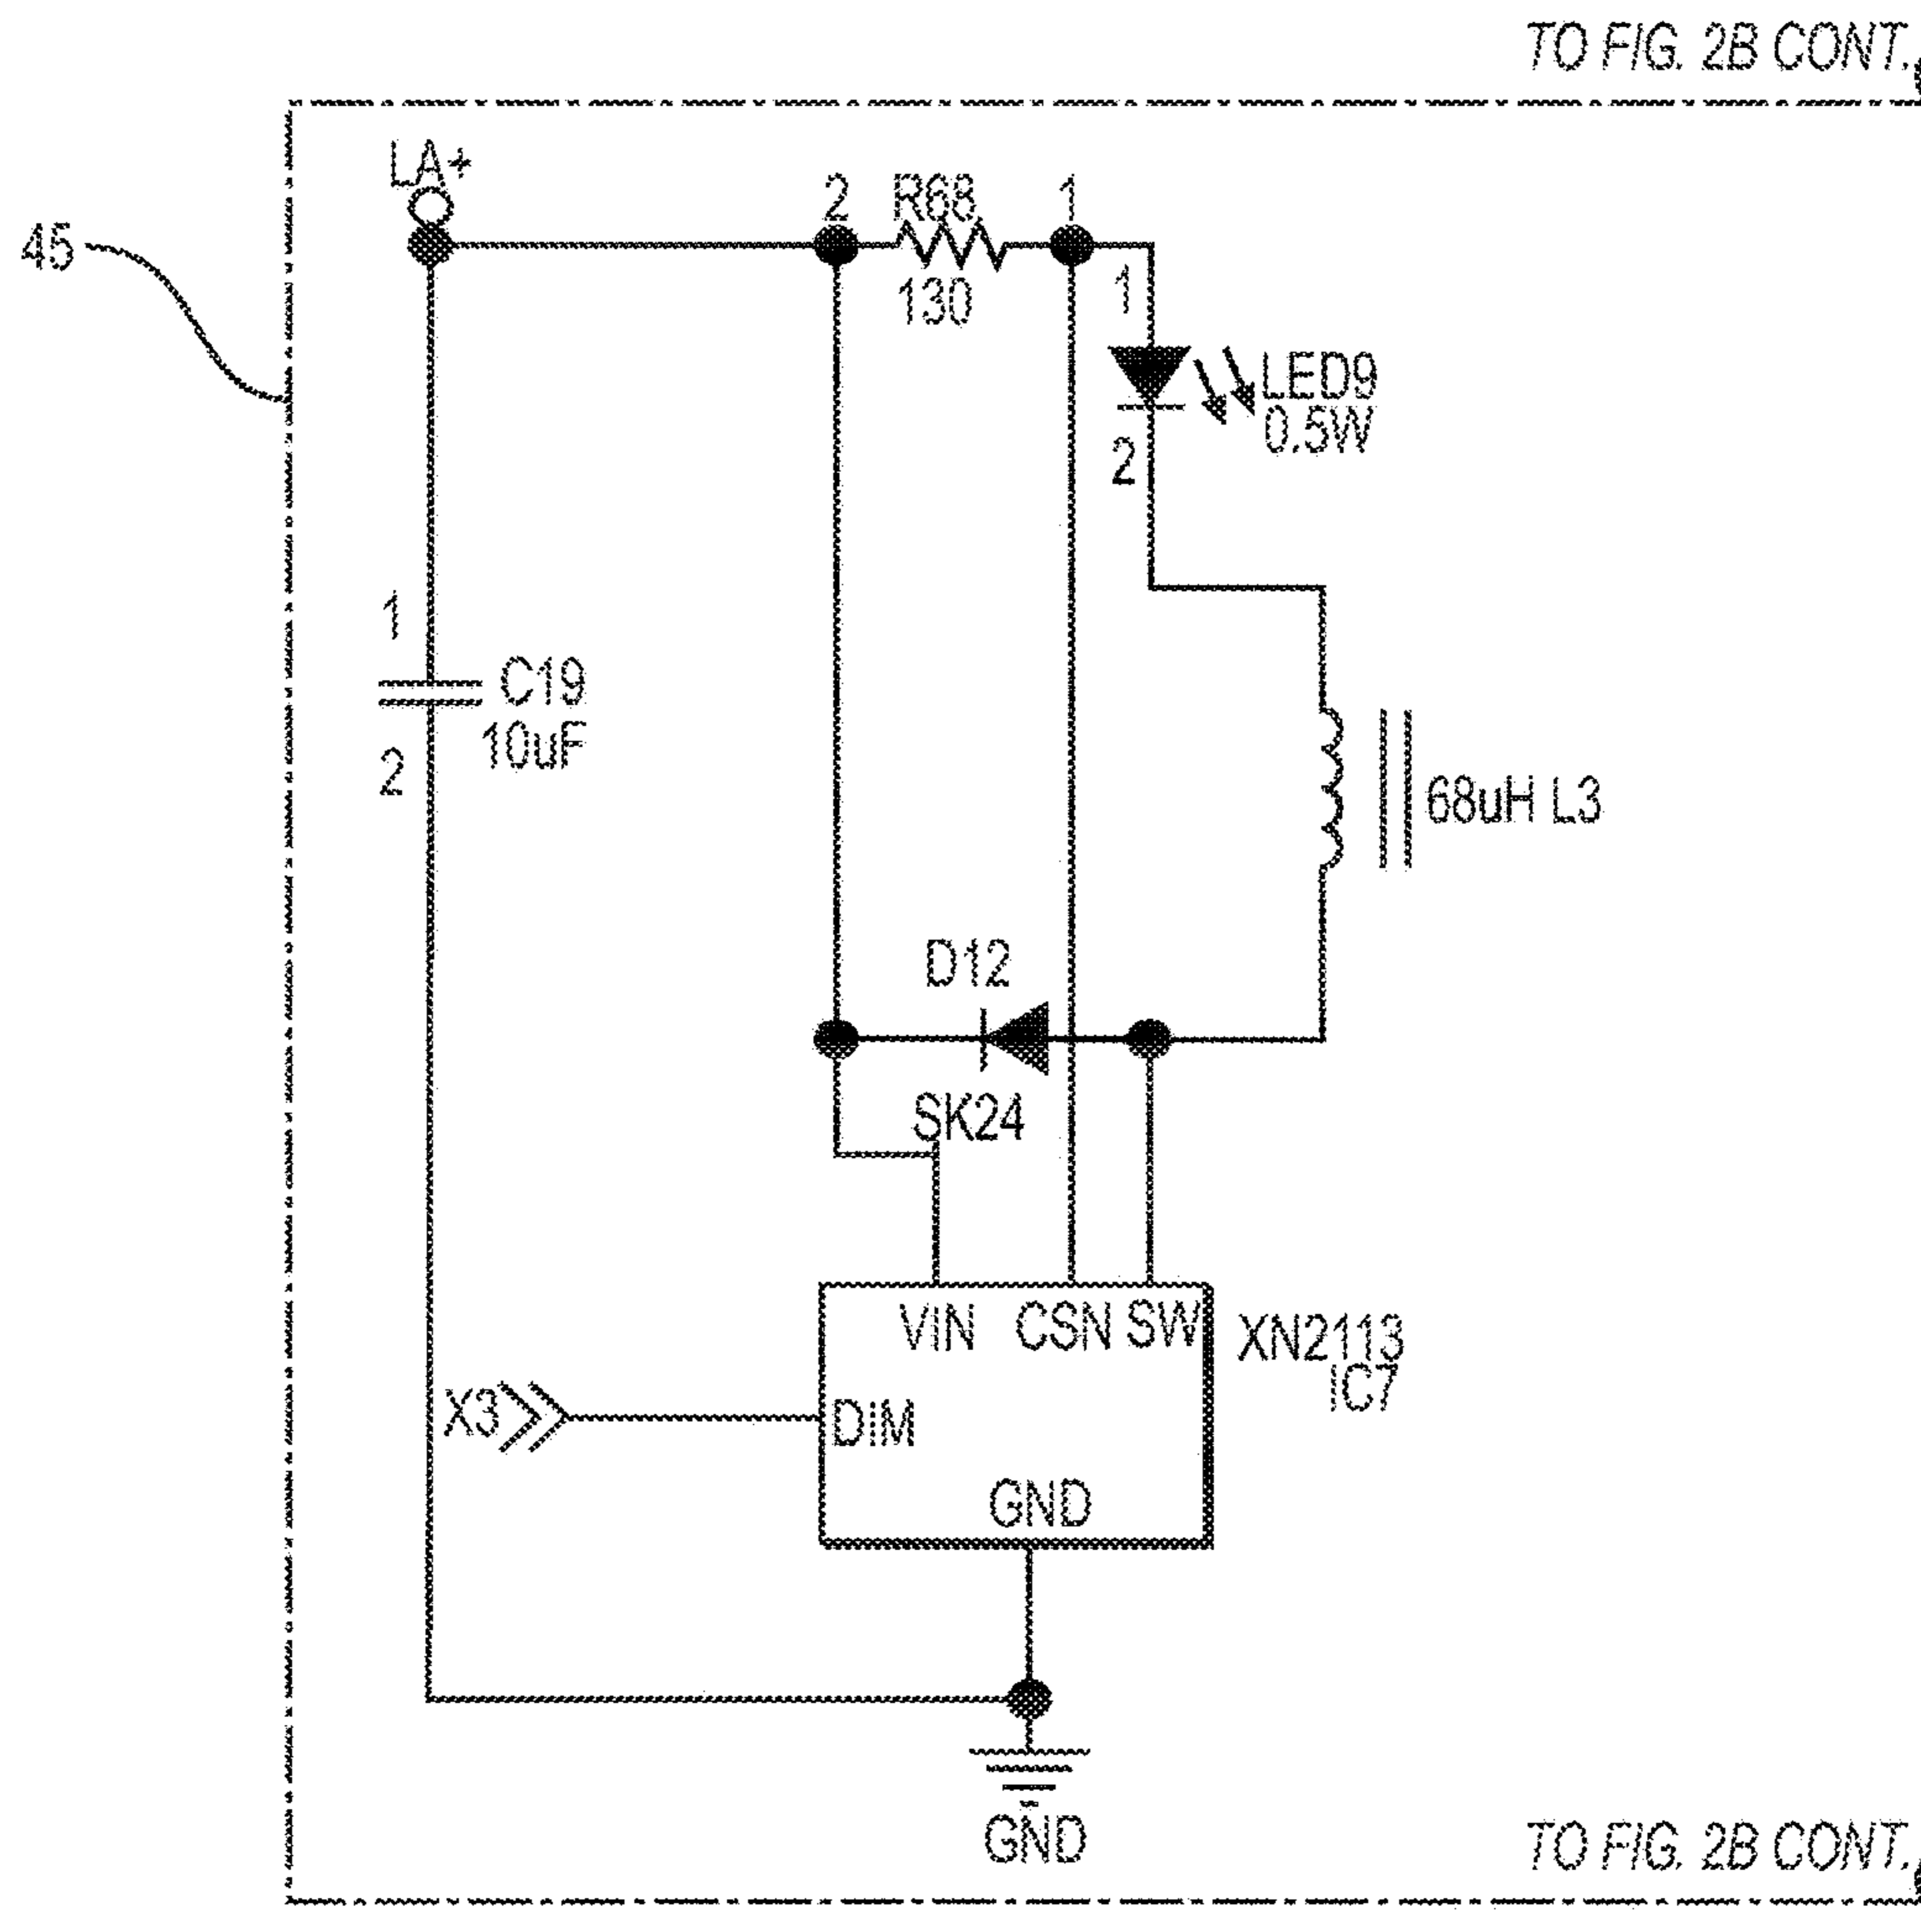 TO FIG. 2B CONT.
LA+
45
2 R68 1
130
1
LED9
0.5W
2
1
C19
10uF
2
68uH L3
D12
SK24
VIN CSN SW
XN2113
IC7
X3
DIM
GND
GND
TO FIG. 2B CONT.